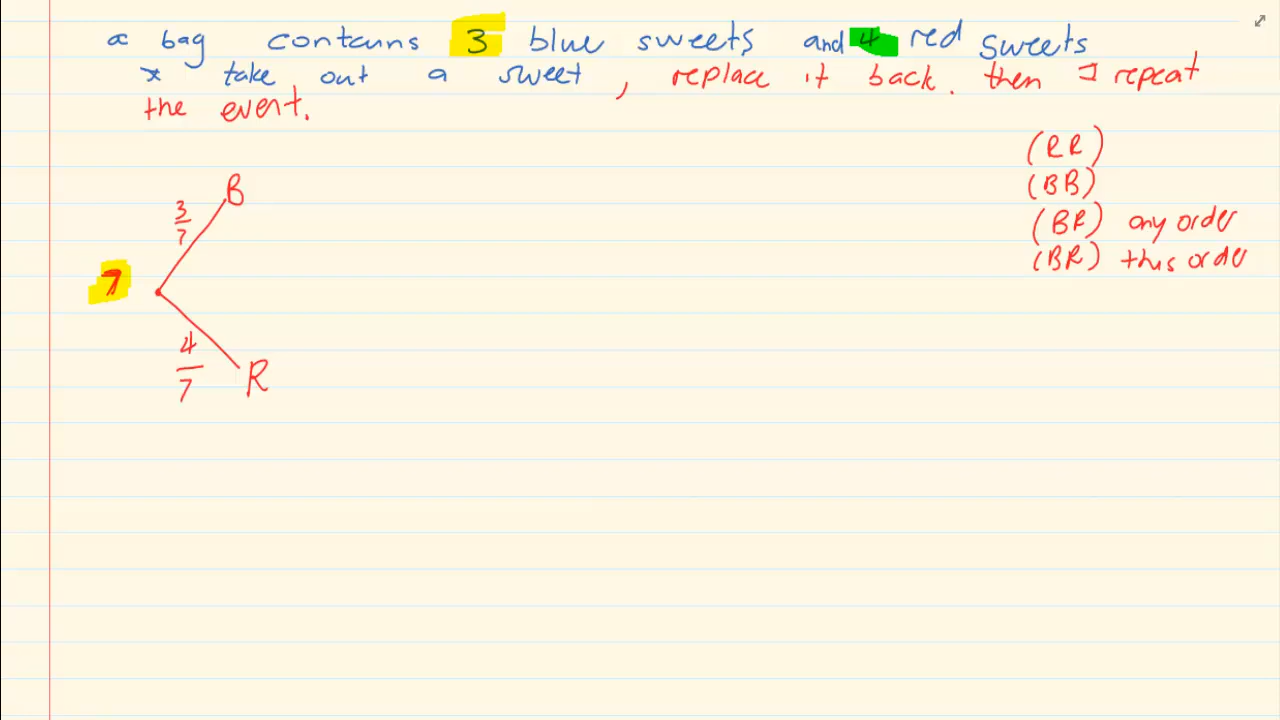 a bag contains 3 blue sweets and 4 red sweets
x take out a sweet, replace it back. then I repeat
the event.
(RR)
(BB)
(BR) any order
(BR) this order
B
3/7
7
4/7
R